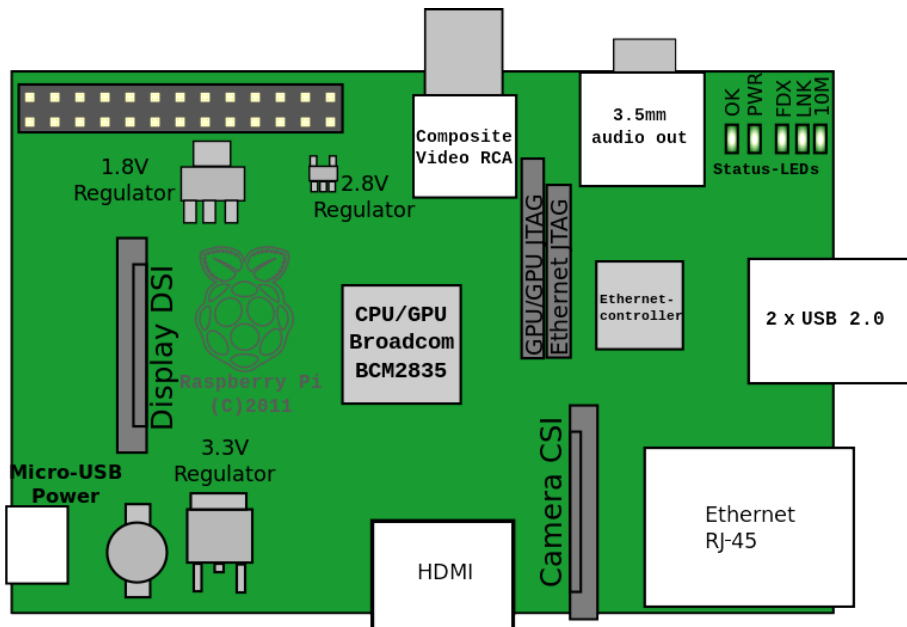 Composite
Video RCA
3.5mm
audio out
OK
PWR
FDX
LNK
10M
Status-LEDs
1.8V
Regulator
2.8V
Regulator
GPU/GPU JTAG
Ethernet JTAG
Display DSI
CPU/GPU
Broadcom
BCM2835
Ethernet-
controller
2 x USB 2.0
Raspberry Pi
(C)2011
3.3V
Regulator
Micro-USB
Power
Camera CSI
HDMI
Ethernet
RJ-45